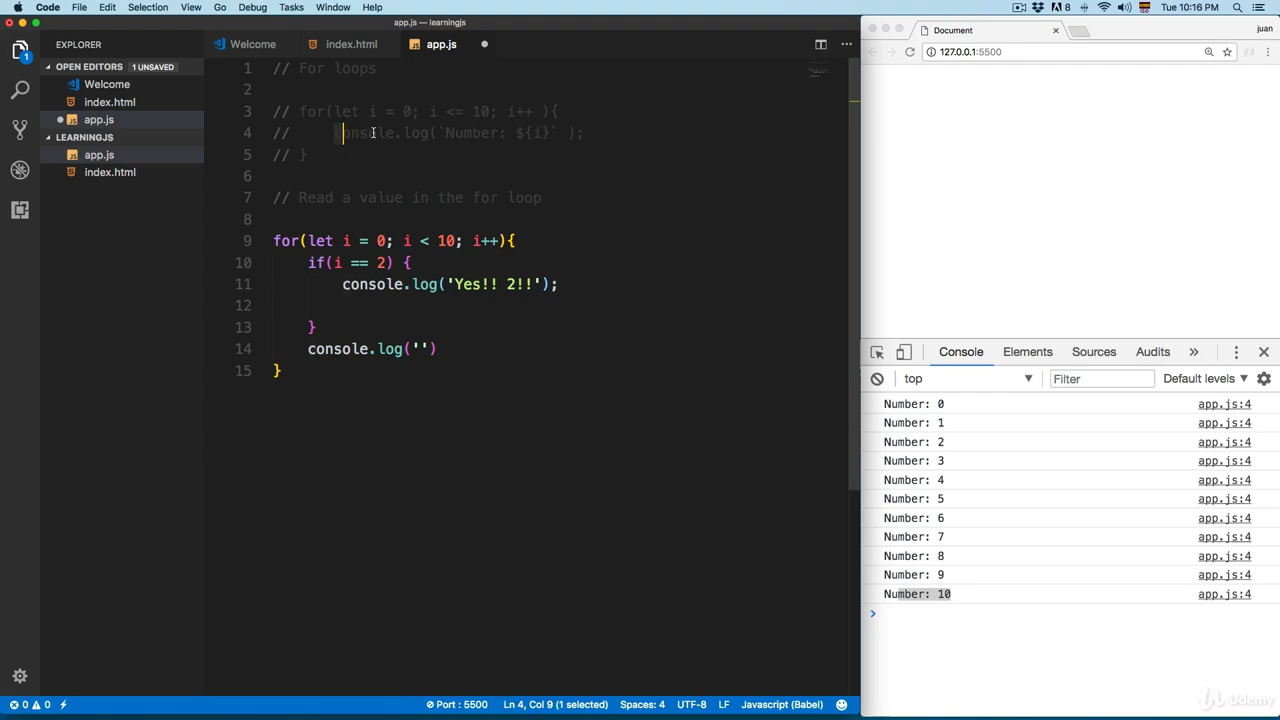 Code File Edit Selection View Go Debug Tasks Window Help
8 Tue 10:16 PM juan
app.js — learningjs
EXPLORER
OPEN EDITORS 1 UNSAVED
Welcome
index.html
app.js
LEARNINGJS
app.js
index.html
1
Welcome index.html app.js
1 // For loops
2
3 // for(let i = 0; i <= 10; i++ ){
4 // console.log(`Number: ${i}` );
5 // }
6
7 // Read a value in the for loop
8
9 for(let i = 0; i < 10; i++){
10 if(i == 2) {
11 console.log('Yes!! 2!!');
12
13 }
14 console.log('')
15 }
Document juan
127.0.0.1:5500
Console Elements Sources Audits »
top Filter Default levels
Number: 0 app.js:4
Number: 1 app.js:4
Number: 2 app.js:4
Number: 3 app.js:4
Number: 4 app.js:4
Number: 5 app.js:4
Number: 6 app.js:4
Number: 7 app.js:4
Number: 8 app.js:4
Number: 9 app.js:4
Number: 10 app.js:4
>
0 0 Port : 5500 Ln 4, Col 9 (1 selected) Spaces: 4 UTF-8 LF Javascript (Babel)
Udemy